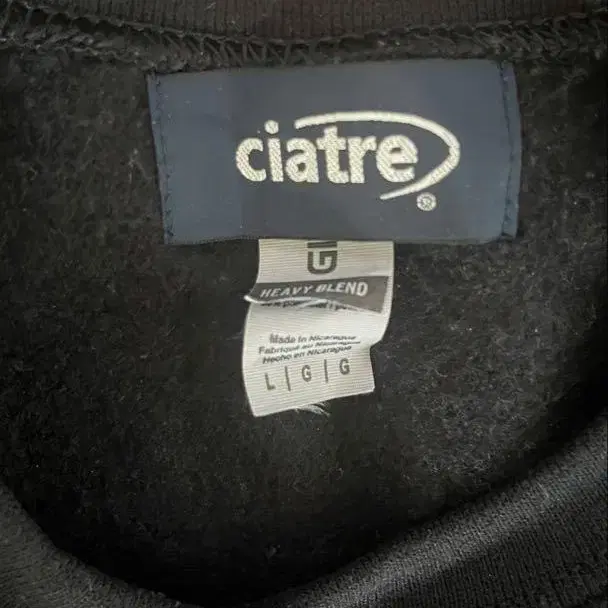 ciatre®
G
HEAVY BLEND
Made in Nicaragua
Fabriqué au Nicaragua
Hecho en Nicaragua
L | G | G